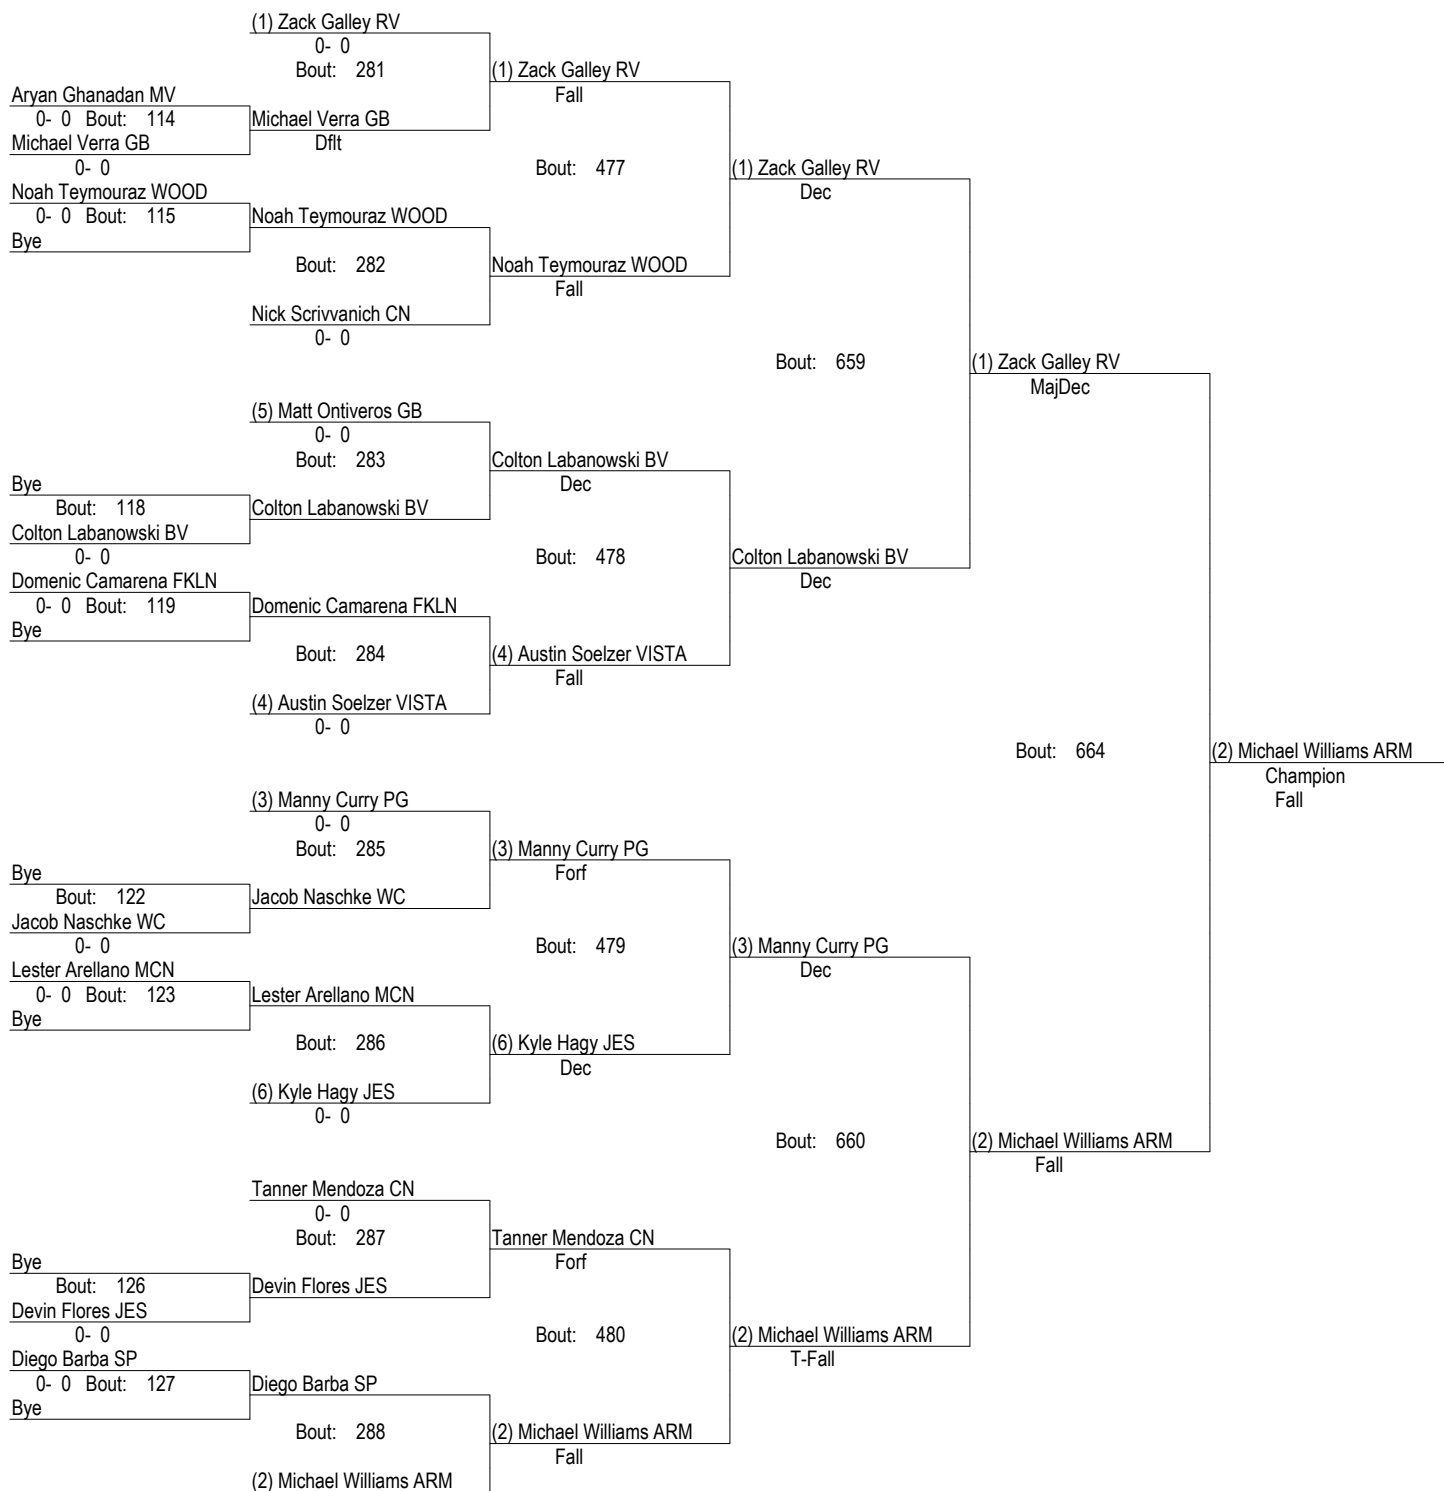 (1) Zack Galley RV
0- 0
Bout: 281
(1) Zack Galley RV
Fall
Aryan Ghanadan MV
0- 0 Bout: 114
Michael Verra GB
Dflt
Michael Verra GB
0- 0
Bout: 477
(1) Zack Galley RV
Dec
Noah Teymouraz WOOD
0- 0 Bout: 115
Noah Teymouraz WOOD
Bye
Bout: 282
Noah Teymouraz WOOD
Fall
Nick Scrivvanich CN
0- 0
Bout: 659
(1) Zack Galley RV
MajDec
(5) Matt Ontiveros GB
0- 0
Bout: 283
Colton Labanowski BV
Dec
Bye
Bout: 118
Colton Labanowski BV
Colton Labanowski BV
0- 0
Bout: 478
Colton Labanowski BV
Dec
Domenic Camarena FKLN
0- 0 Bout: 119
Domenic Camarena FKLN
Bye
Bout: 284
(4) Austin Soelzer VISTA
Fall
(4) Austin Soelzer VISTA
0- 0
Bout: 664
(2) Michael Williams ARM
Champion
Fall
(3) Manny Curry PG
0- 0
Bout: 285
(3) Manny Curry PG
Forf
Bye
Bout: 122
Jacob Naschke WC
Jacob Naschke WC
0- 0
Bout: 479
(3) Manny Curry PG
Dec
Lester Arellano MCN
0- 0 Bout: 123
Lester Arellano MCN
Bye
Bout: 286
(6) Kyle Hagy JES
Dec
(6) Kyle Hagy JES
0- 0
Bout: 660
(2) Michael Williams ARM
Fall
Tanner Mendoza CN
0- 0
Bout: 287
Tanner Mendoza CN
Forf
Bye
Bout: 126
Devin Flores JES
Devin Flores JES
0- 0
Bout: 480
(2) Michael Williams ARM
T-Fall
Diego Barba SP
0- 0 Bout: 127
Diego Barba SP
Bye
Bout: 288
(2) Michael Williams ARM
Fall
(2) Michael Williams ARM